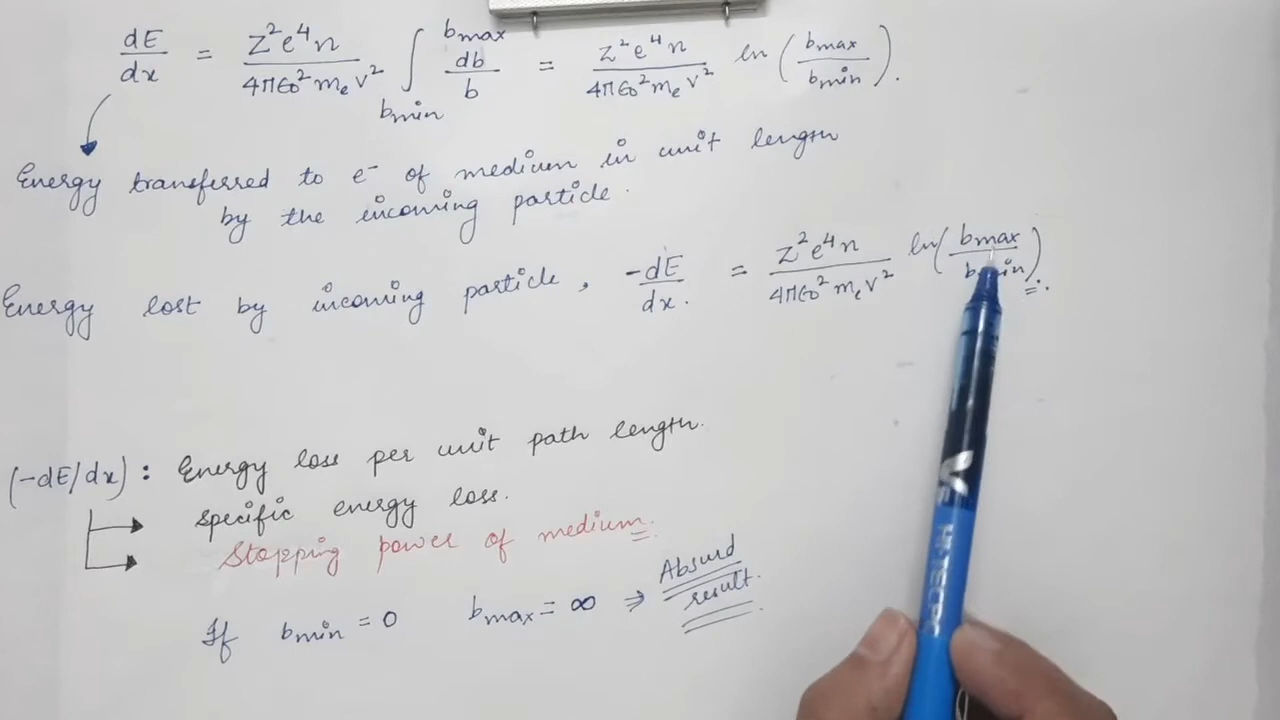 dE/dx = Z²e⁴n / 4πε₀²mₑv² ∫_{bmin}^{bmax} db/b = Z²e⁴n / 4πε₀²mₑv² ln(bmax/bmin).
Energy transferred to e⁻ of medium in unit length
by the incoming particle.
Energy lost by incoming particle, -dE/dx. = Z²e⁴n / 4πε₀²mₑv² ln(bmax/bmin).
(-dE/dx) : Energy loss per unit path length.
Specific energy loss.
Stopping power of medium.
If bmin = 0 bmax = ∞ ⇒ Absurd
result.
V5
HI-TECPOINT